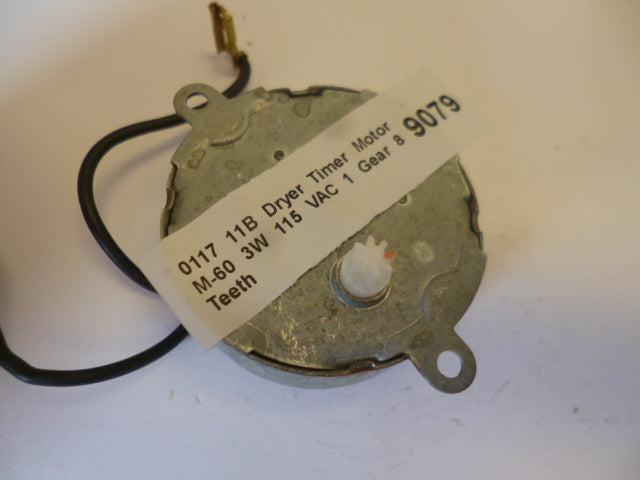 0117 11B Dryer Timer Motor
M-60 3W 115 VAC 1 Gear 8 9079
Teeth